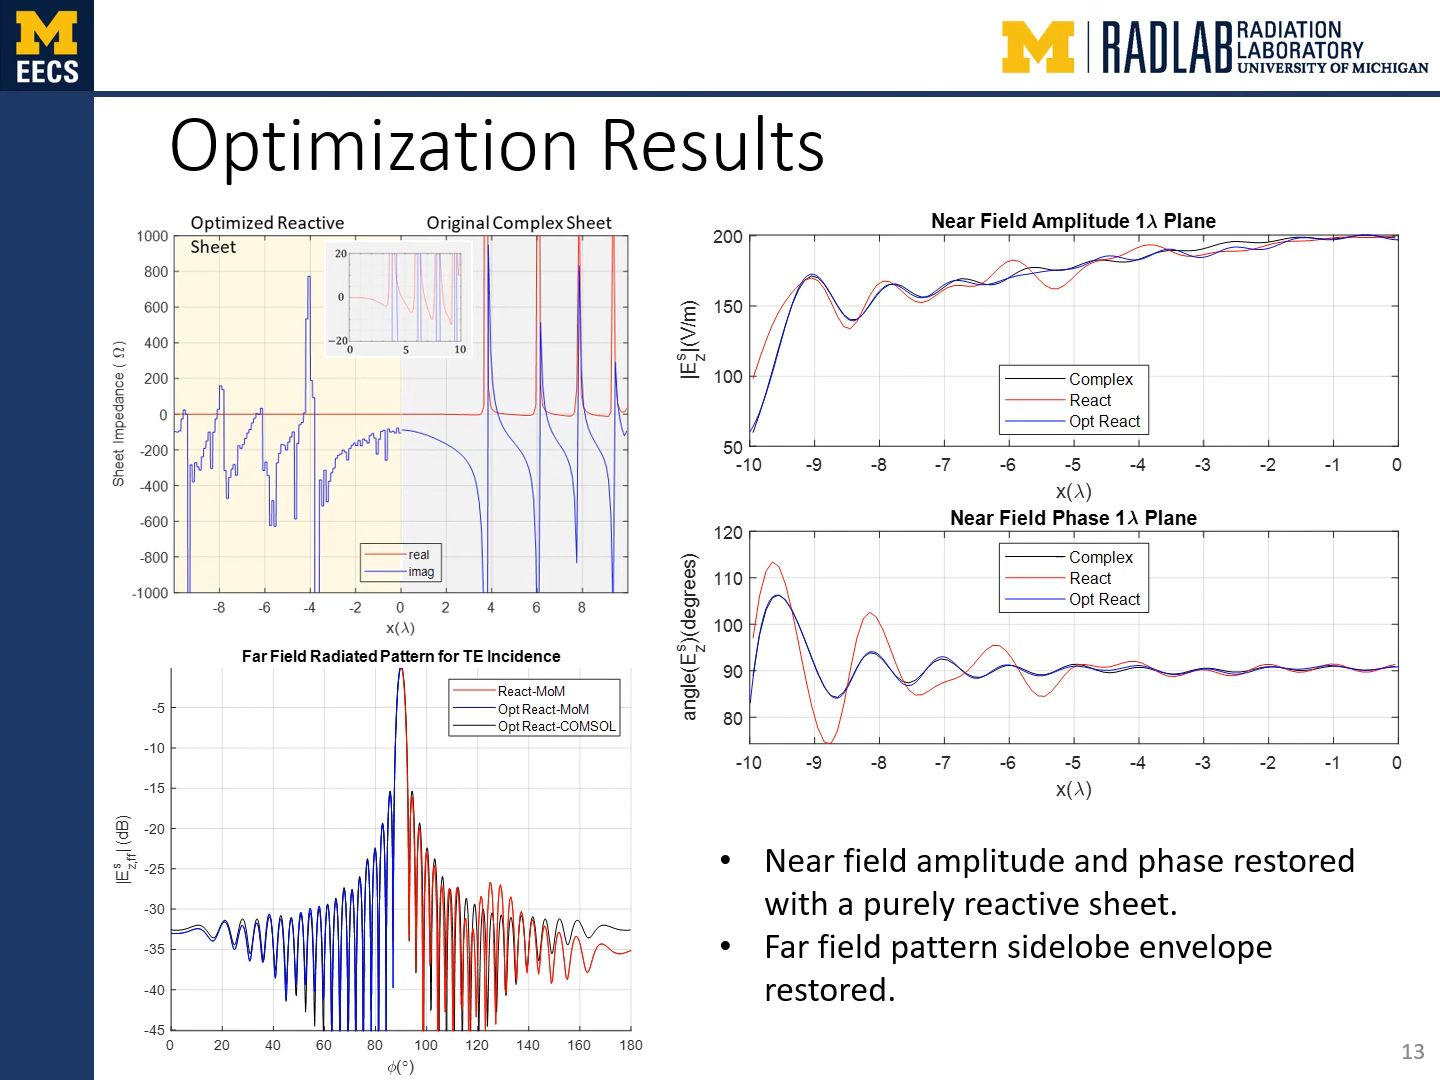 M
EECS
M
RADLAB
RADIATION
LABORATORY
UNIVERSITY OF MICHIGAN
Optimization Results
Optimized Reactive
Sheet
Original Complex Sheet
1000
800
600
400
200
0
-200
-400
-600
-800
-1000
Sheet Impedance ( Ω)
20
0
−20
0 5 10
real
imag
-8 -6 -4 -2 0 2 4 6 8
x(λ)
Near Field Amplitude 1λ Plane
200
150
100
50
|E_z^s|(V/m)
Complex
React
Opt React
-10 -9 -8 -7 -6 -5 -4 -3 -2 -1 0
x(λ)
Near Field Phase 1λ Plane
120
110
100
90
80
angle(E_z^s)(degrees)
Complex
React
Opt React
-10 -9 -8 -7 -6 -5 -4 -3 -2 -1 0
x(λ)
Far Field Radiated Pattern for TE Incidence
-5
-10
-15
-20
-25
-30
-35
-40
-45
|E_z,ff^s| (dB)
React-MoM
Opt React-MoM
Opt React-COMSOL
0 20 40 60 80 100 120 140 160 180
ϕ(°)
• Near field amplitude and phase restored
with a purely reactive sheet.
• Far field pattern sidelobe envelope
restored.
13